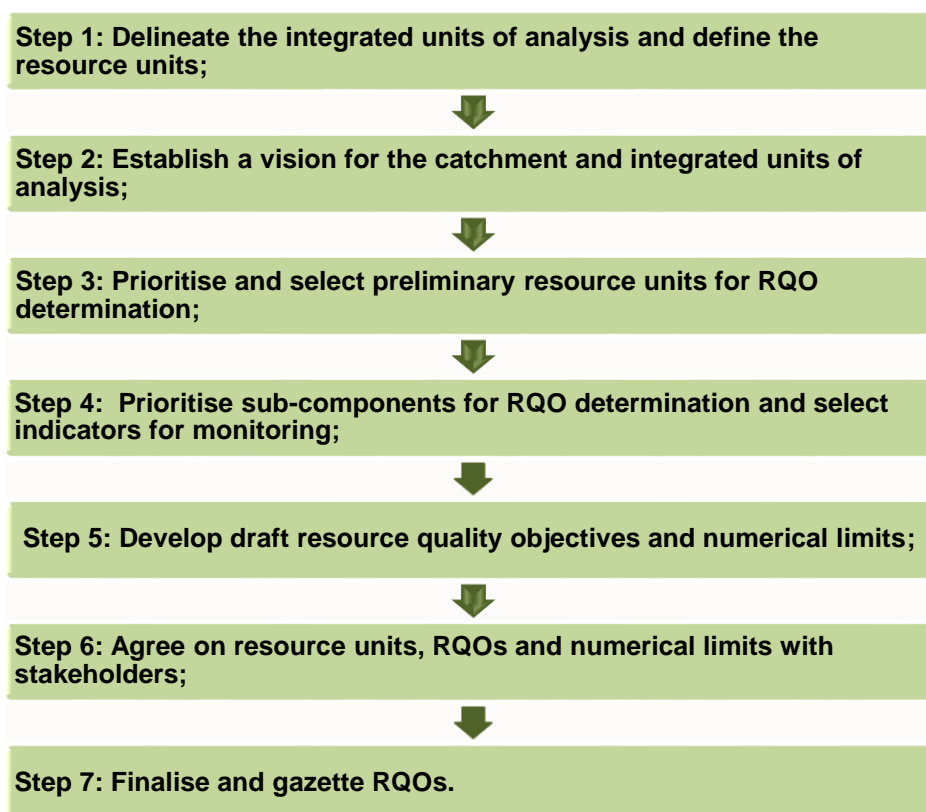 Step 1: Delineate the integrated units of analysis and define the
resource units;
Step 2: Establish a vision for the catchment and integrated units of
analysis;
Step 3: Prioritise and select preliminary resource units for RQO
determination;
Step 4:  Prioritise sub-components for RQO determination and select
indicators for monitoring;
Step 5: Develop draft resource quality objectives and numerical limits;
Step 6: Agree on resource units, RQOs and numerical limits with
stakeholders;
Step 7: Finalise and gazette RQOs.